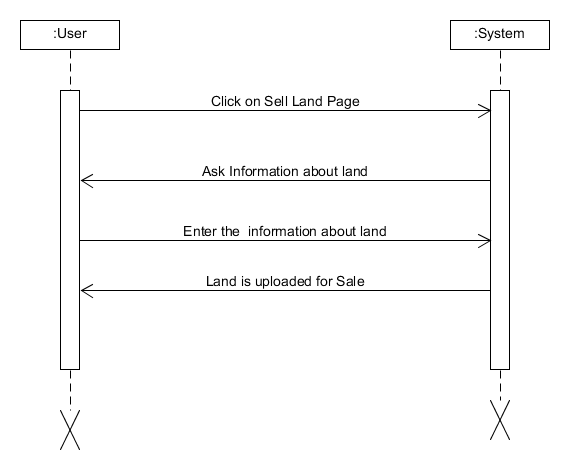 :User
:System
Click on Sell Land Page
Ask Information about land
Enter the  information about land
Land is uploaded for Sale